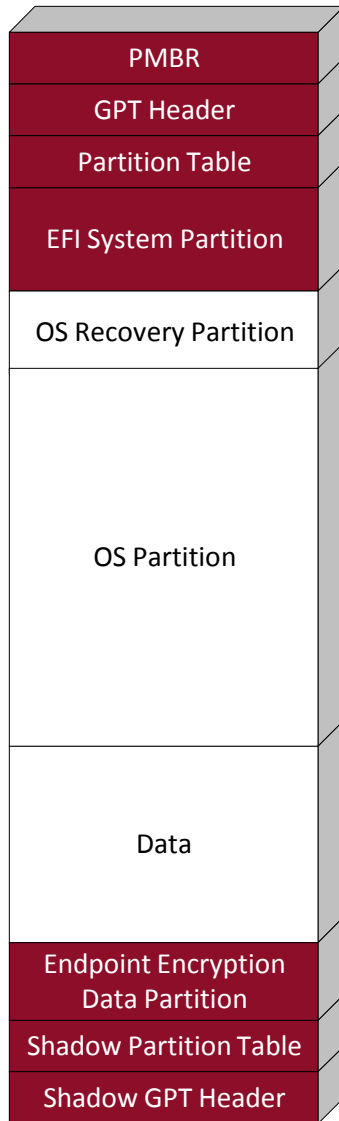 PMBR
GPT Header
Partition Table
EFI System Partition
OS Recovery Partition
OS Partition
Data
Endpoint Encryption
Data Partition
Shadow Partition Table
Shadow GPT Header